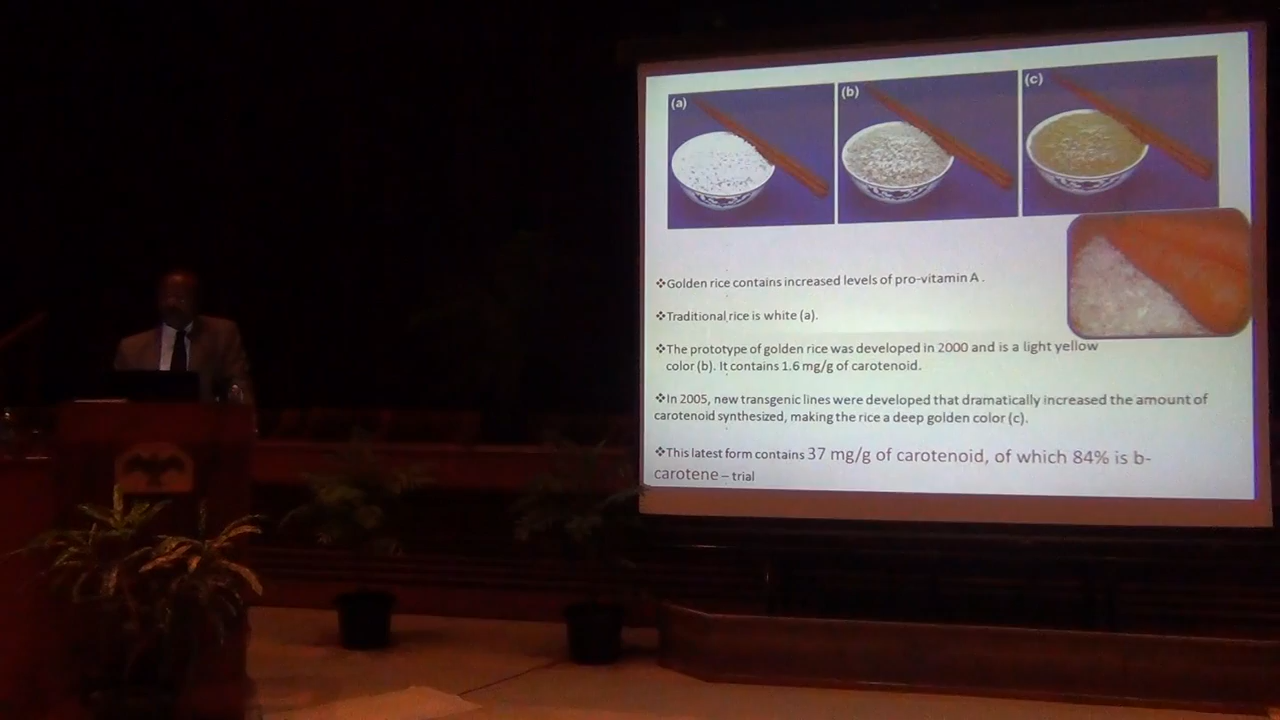 (a) (b) (c)
❖Golden rice contains increased levels of pro-vitamin A .
❖Traditional rice is white (a).
❖The prototype of golden rice was developed in 2000 and is a light yellow
color (b). It contains 1.6 mg/g of carotenoid.
❖In 2005, new transgenic lines were developed that dramatically increased the amount of
carotenoid synthesized, making the rice a deep golden color (c).
❖This latest form contains 37 mg/g of carotenoid, of which 84% is b-
carotene – trial